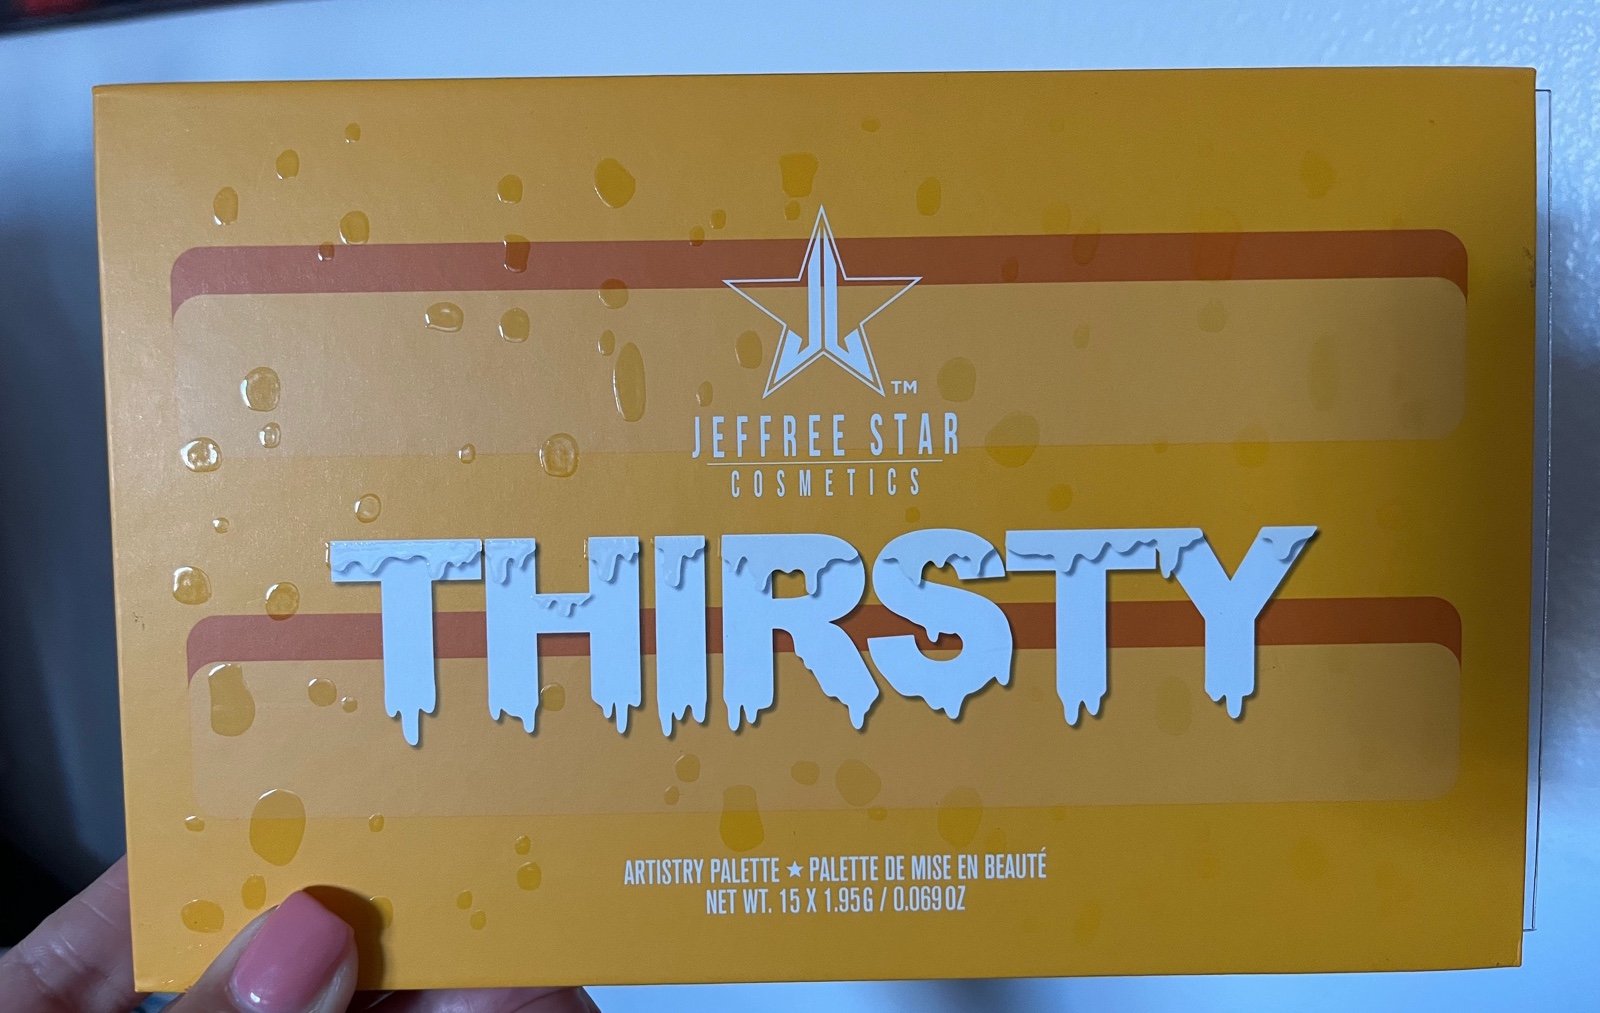 TM
JEFFREE STAR
COSMETICS
THIRSTY
ARTISTRY PALETTE ★ PALETTE DE MISE EN BEAUTÉ
NET WT. 15 X 1.95G / 0.069 OZ